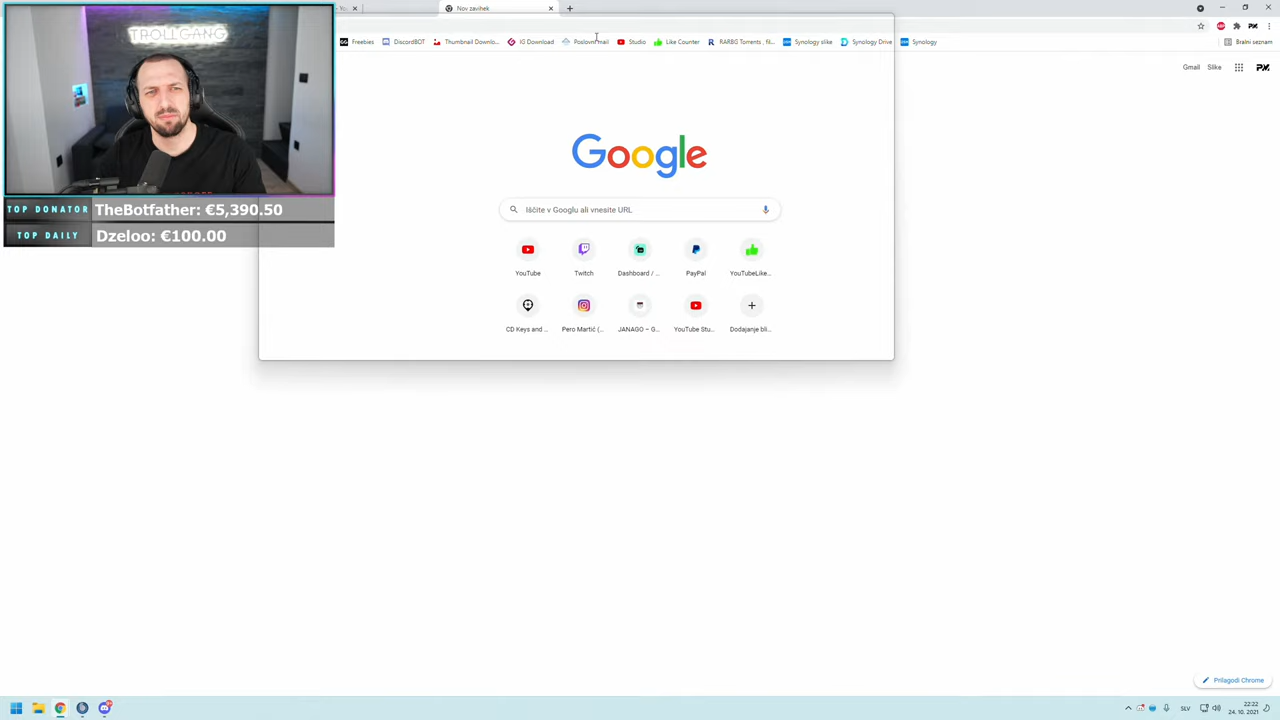 - Yo
Nov zavihek
TROLLGANG
Freebies
DiscordBOT
Thumbnail Downlo...
IG Download
Poslovni mail
Studio
Like Counter
RARBG Torrents , fil...
Synology slike
Synology Drive
Synology
Bralni seznam
Gmail
Slike
Google
Iščite v Googlu ali vnesite URL
TOP DONATOR
TheBotfather: €5,390.50
TOP DAILY
Dzeloo: €100.00
YouTube
Twitch
Dashboard / ...
PayPal
YouTubeLike...
CD Keys and ...
Pero Martić (...
JANAGO – G...
YouTube Stu...
Dodajanje bli...
Prilagodi Chrome
SLV
22:22
24. 10. 2021